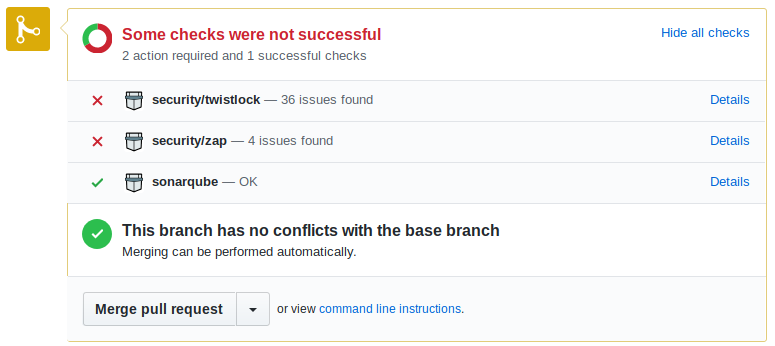 Some checks were not successful
Hide all checks
2 action required and 1 successful checks
security/twistlock — 36 issues found
Details
security/zap — 4 issues found
Details
sonarqube — OK
Details
This branch has no conflicts with the base branch
Merging can be performed automatically.
Merge pull request
or view command line instructions.